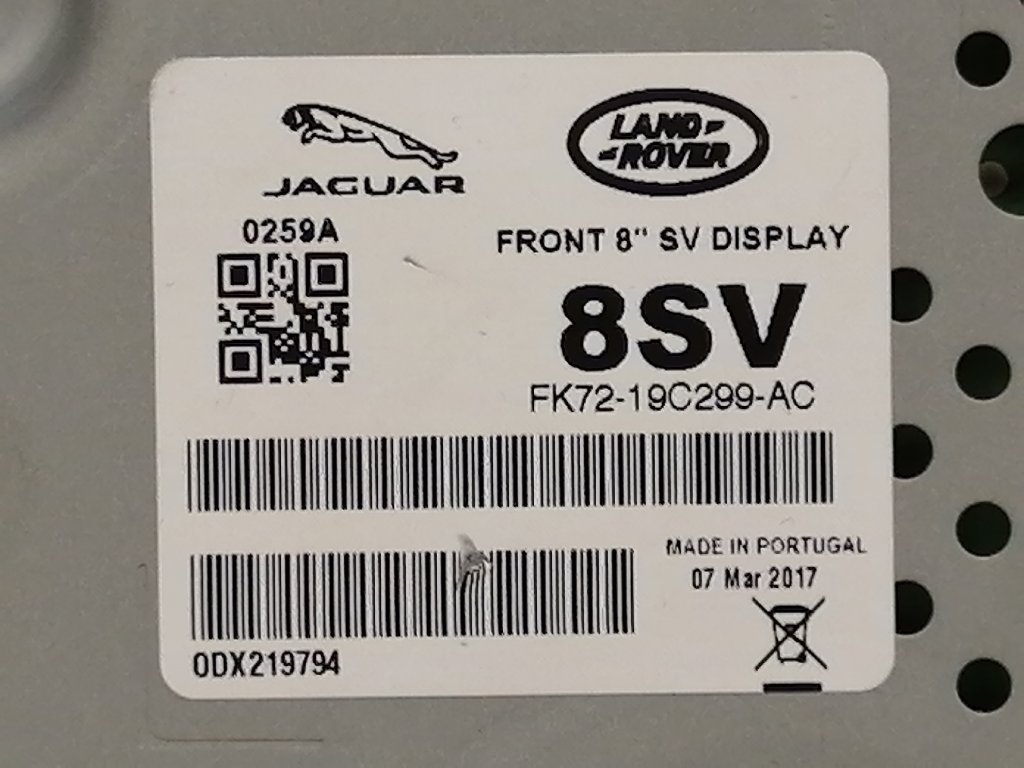 JAGUAR
LAND
ROVER
0259A
FRONT 8" SV DISPLAY
8SV
FK72-19C299-AC
MADE IN PORTUGAL
07 Mar 2017
0DX219794